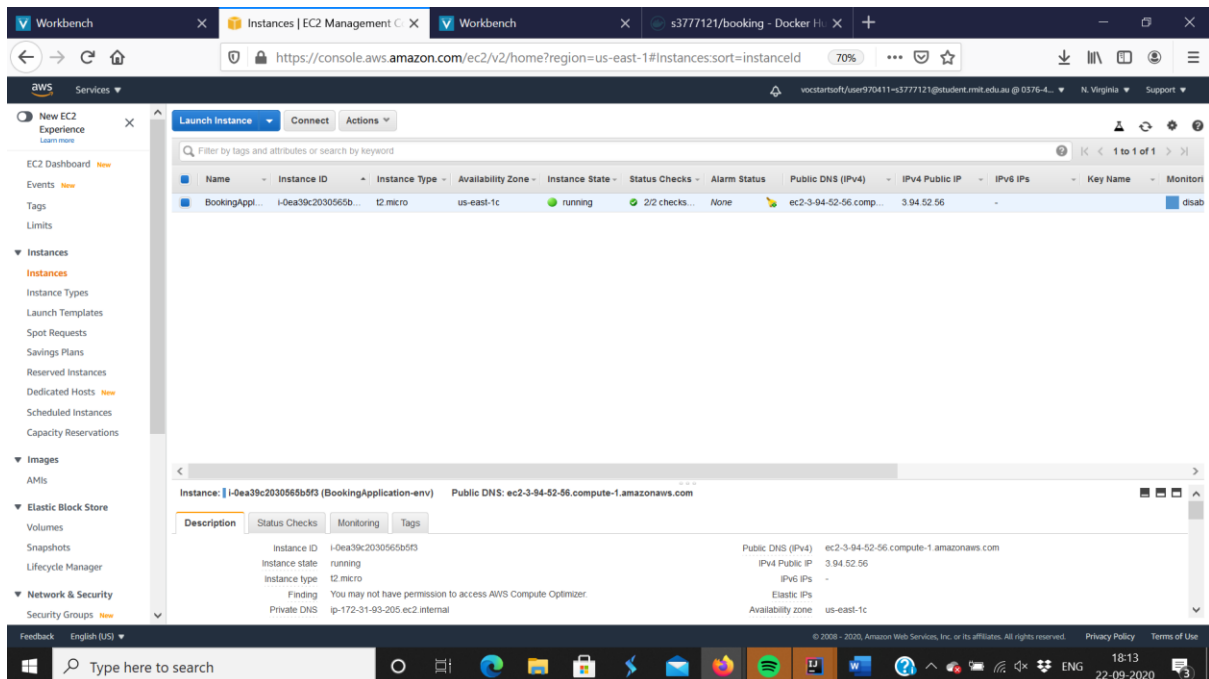 Workbench
Instances | EC2 Management C
Workbench
s3777121/booking - Docker Hu
https://console.aws.amazon.com/ec2/v2/home?region=us-east-1#Instances:sort=instanceId
70%
aws Services
vocstartsoft/user970411=s3777121@student.rmit.edu.au @ 0376-4... N. Virginia Support
New EC2
Experience
Learn more
EC2 Dashboard New
Events New
Tags
Limits
Instances
Instances
Instance Types
Launch Templates
Spot Requests
Savings Plans
Reserved Instances
Dedicated Hosts New
Scheduled Instances
Capacity Reservations
Images
AMIs
Elastic Block Store
Volumes
Snapshots
Lifecycle Manager
Network & Security
Security Groups New
Launch Instance Connect Actions
Filter by tags and attributes or search by keyword
1 to 1 of 1
Name Instance ID Instance Type Availability Zone Instance State Status Checks Alarm Status Public DNS (IPv4) IPv4 Public IP IPv6 IPs Key Name Monitori
BookingAppl... i-0ea39c2030565b... t2.micro us-east-1c running 2/2 checks... None ec2-3-94-52-56.comp... 3.94.52.56 - disab
Instance: i-0ea39c2030565b5f3 (BookingApplication-env) Public DNS: ec2-3-94-52-56.compute-1.amazonaws.com
Description Status Checks Monitoring Tags
Instance ID i-0ea39c2030565b5f3
Instance state running
Instance type t2.micro
Finding You may not have permission to access AWS Compute Optimizer.
Private DNS ip-172-31-93-205.ec2.internal
Public DNS (IPv4) ec2-3-94-52-56.compute-1.amazonaws.com
IPv4 Public IP 3.94.52.56
IPv6 IPs -
Elastic IPs
Availability zone us-east-1c
Feedback English (US)
© 2008 - 2020, Amazon Web Services, Inc. or its affiliates. All rights reserved. Privacy Policy Terms of Use
Type here to search
ENG
18:13
22-09-2020
3